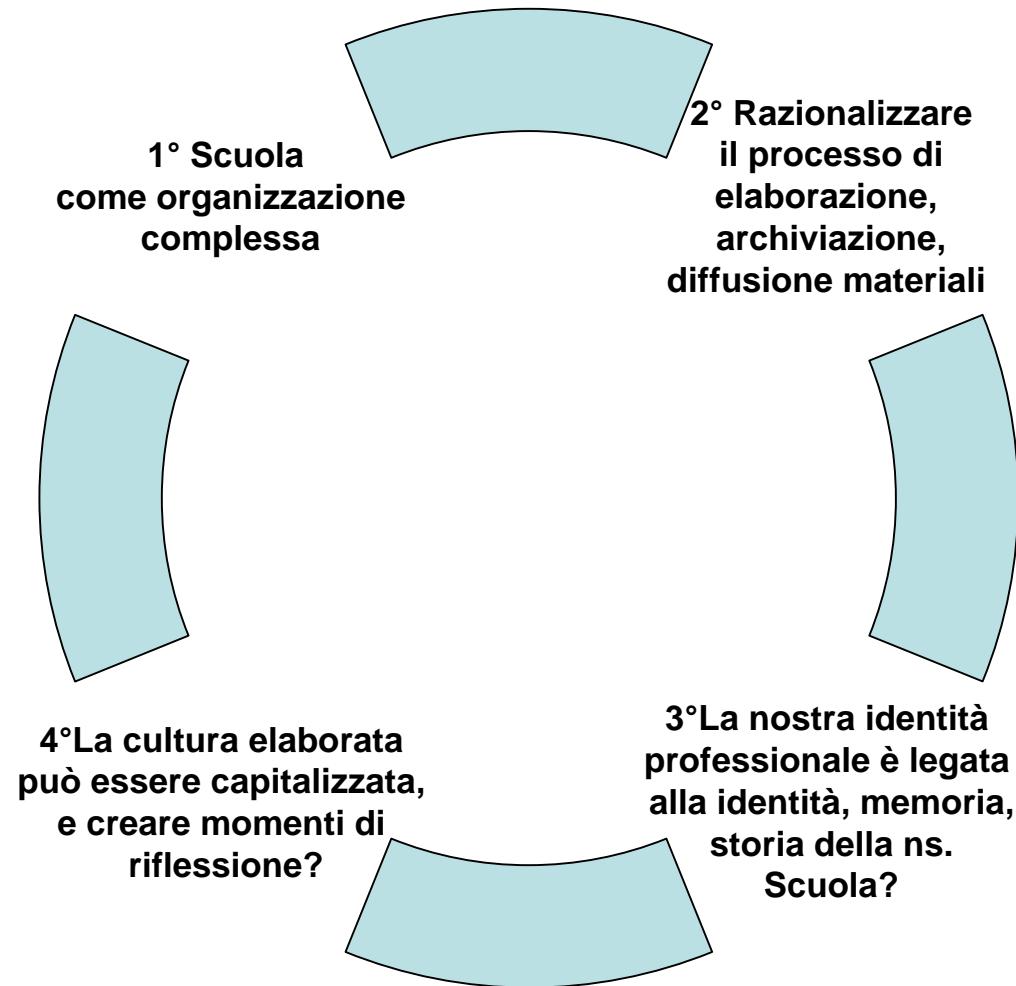 1° Scuola
come organizzazione
complessa
2° Razionalizzare
il processo di
elaborazione,
archiviazione,
diffusione materiali
3°La nostra identità
professionale è legata
alla identità, memoria,
storia della ns.
Scuola?
4°La cultura elaborata
può essere capitalizzata,
e creare momenti di
riflessione?